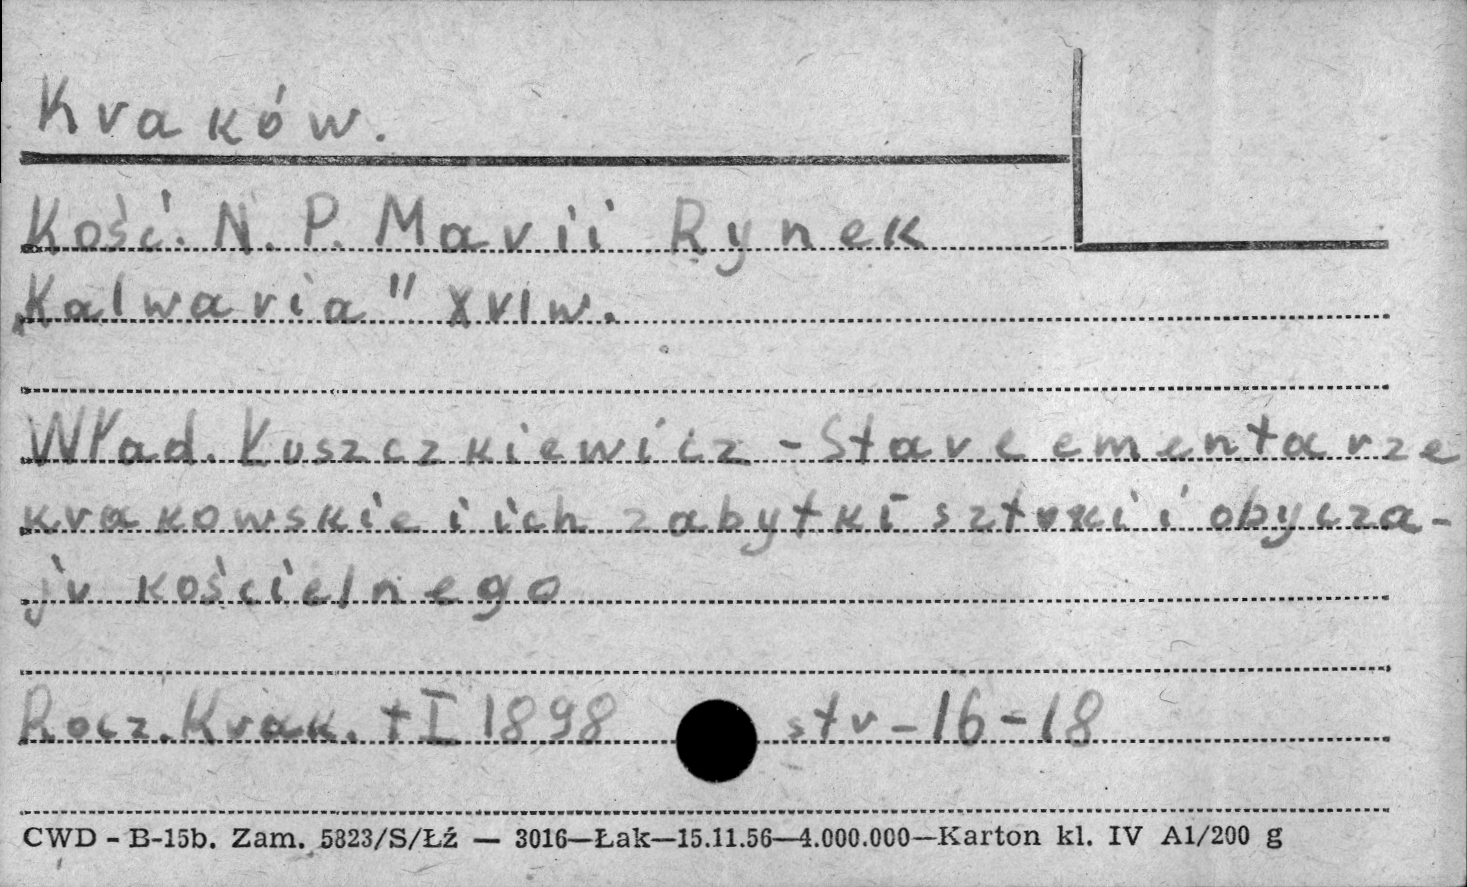 Kraków.
Kość. N. P. Marii Rynek
„Kalwaria" XVI w.
Wład. Łuszczkiewicz - Stare cmentarze
krakowskie i ich zabytki sztuki i obycza-
ju kościelnego
Rocz. Krak. t I 1898 str - 16 - 18
CWD - B-15b. Zam. 5823/S/Łź — 3016—Łak—15.11.56—4.000.000—Karton kl. IV A1/200 g